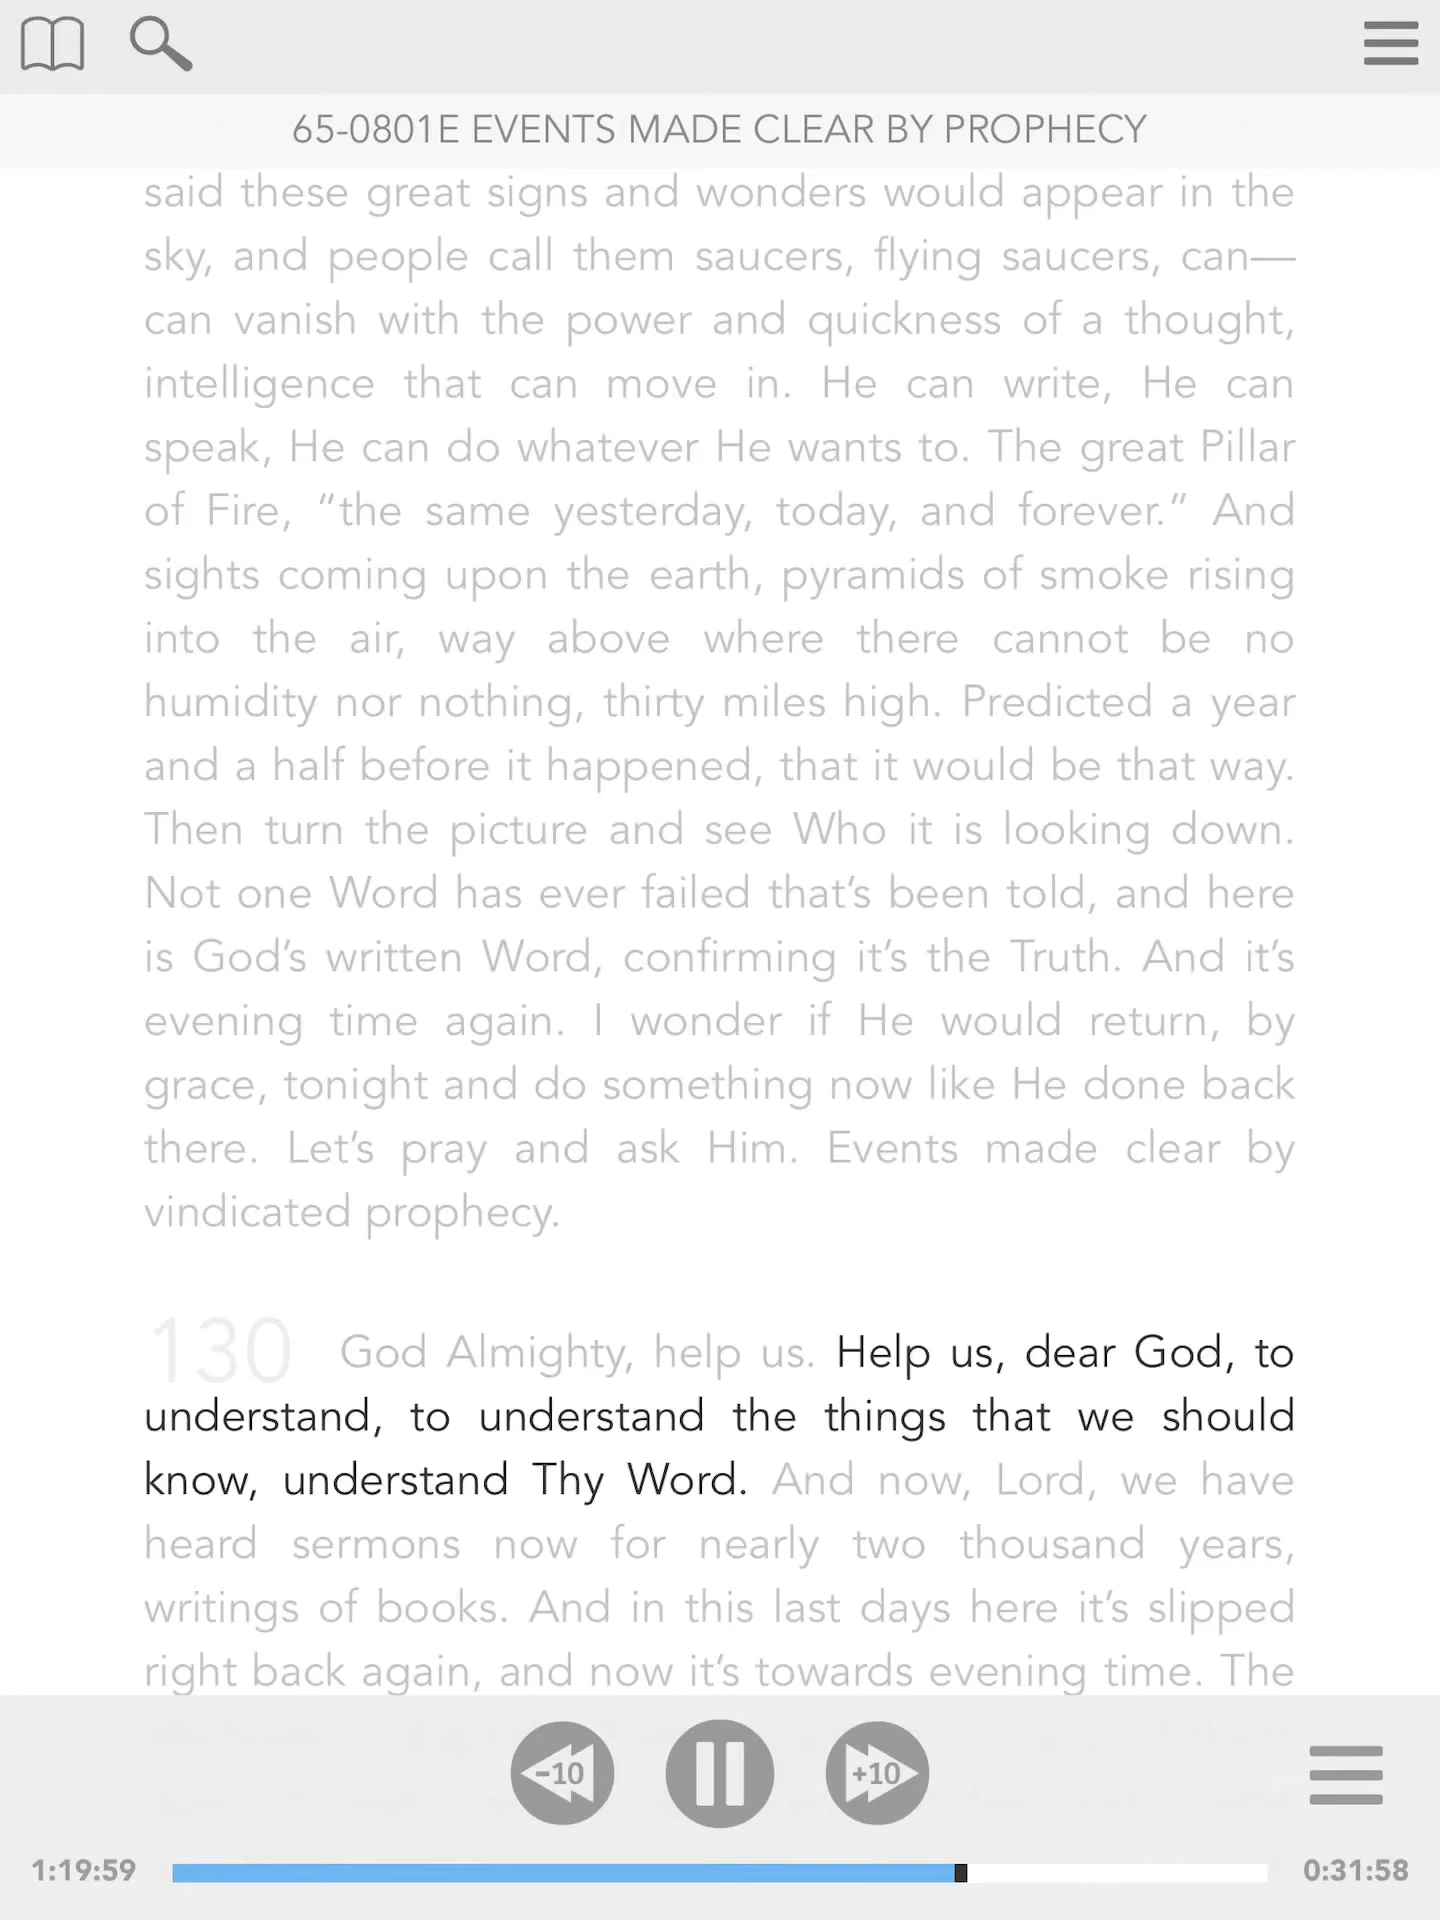 65-0801E EVENTS MADE CLEAR BY PROPHECY
said these great signs and wonders would appear in the
sky, and people call them saucers, flying saucers, can—
can vanish with the power and quickness of a thought,
intelligence that can move in. He can write, He can
speak, He can do whatever He wants to. The great Pillar
of Fire, “the same yesterday, today, and forever.” And
sights coming upon the earth, pyramids of smoke rising
into the air, way above where there cannot be no
humidity nor nothing, thirty miles high. Predicted a year
and a half before it happened, that it would be that way.
Then turn the picture and see Who it is looking down.
Not one Word has ever failed that’s been told, and here
is God’s written Word, confirming it’s the Truth. And it’s
evening time again. I wonder if He would return, by
grace, tonight and do something now like He done back
there. Let’s pray and ask Him. Events made clear by
vindicated prophecy.
130 God Almighty, help us. Help us, dear God, to
understand, to understand the things that we should
know, understand Thy Word. And now, Lord, we have
heard sermons now for nearly two thousand years,
writings of books. And in this last days here it’s slipped
right back again, and now it’s towards evening time. The
-10 +10
1:19:59 0:31:58